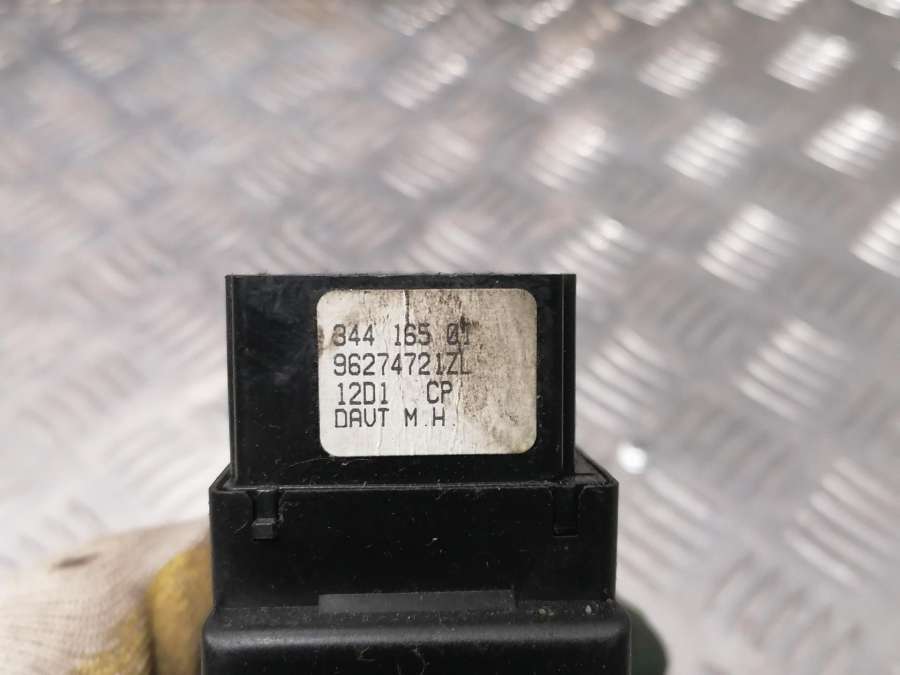 844 165 01
96274721ZL
12D1 CP
DAVT M.H.